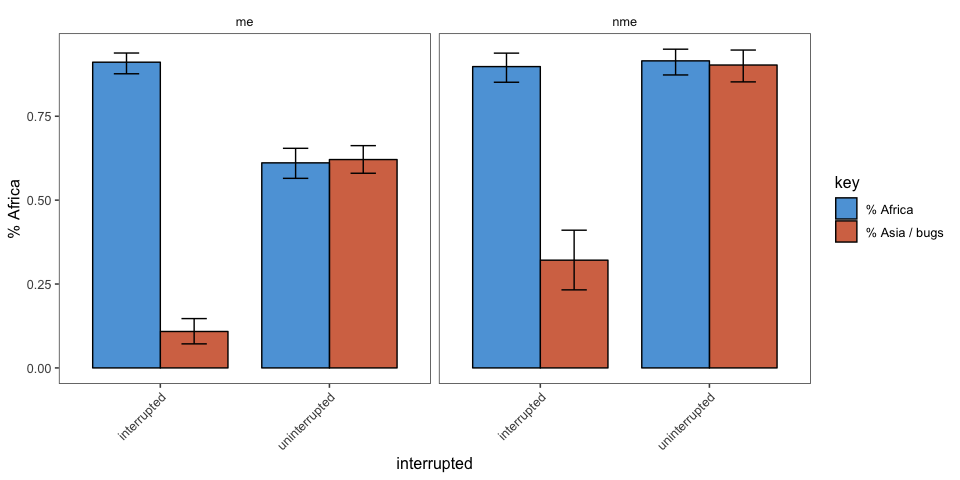 me
nme
% Africa
0.75
0.50
0.25
0.00
interrupted
uninterrupted
interrupted
uninterrupted
interrupted
key
% Africa
% Asia / bugs